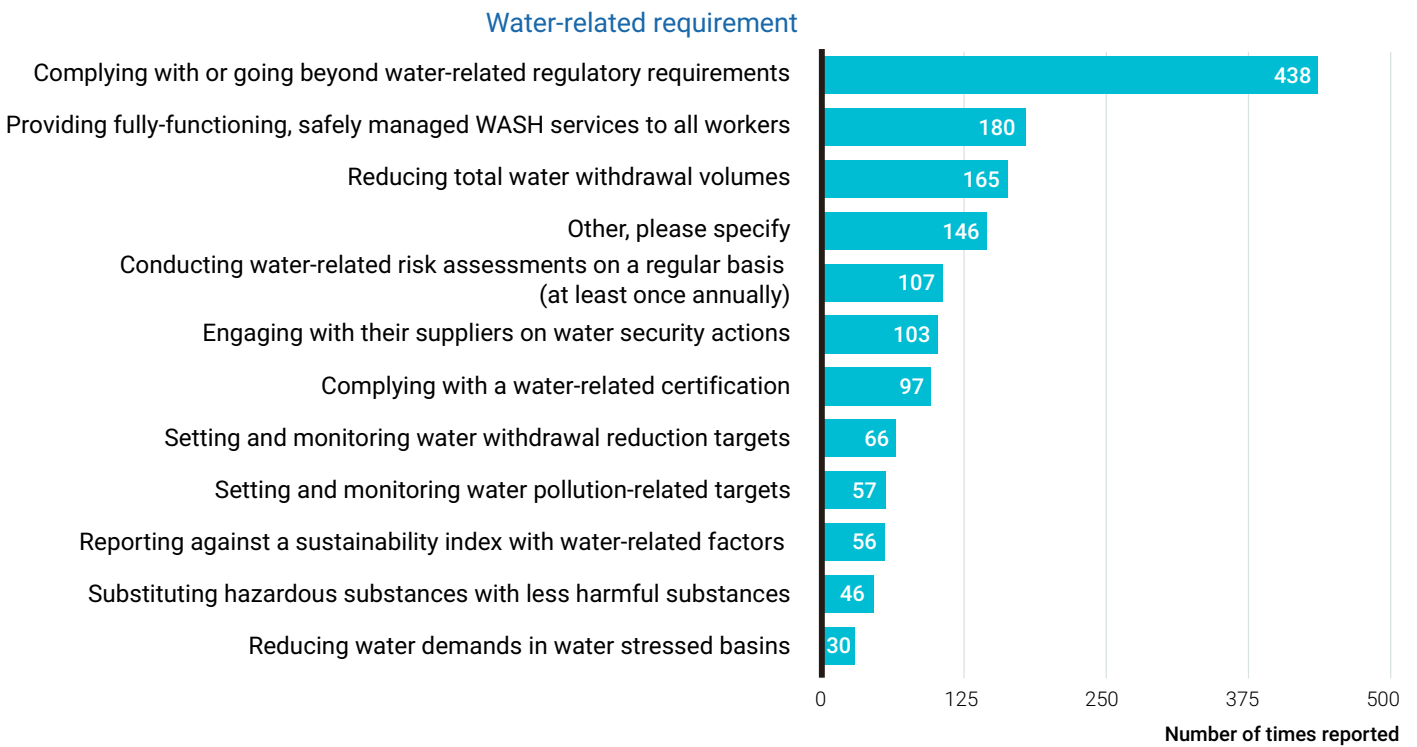 Water-related requirement
Complying with or going beyond water-related regulatory requirements
438
Providing fully-functioning, safely managed WASH services to all workers
180
Reducing total water withdrawal volumes
165
Other, please specify
146
Conducting water-related risk assessments on a regular basis
(at least once annually)
107
Engaging with their suppliers on water security actions
103
Complying with a water-related certification
97
Setting and monitoring water withdrawal reduction targets
66
Setting and monitoring water pollution-related targets
57
Reporting against a sustainability index with water-related factors
56
Substituting hazardous substances with less harmful substances
46
Reducing water demands in water stressed basins
30
0 125 250 375 500
Number of times reported